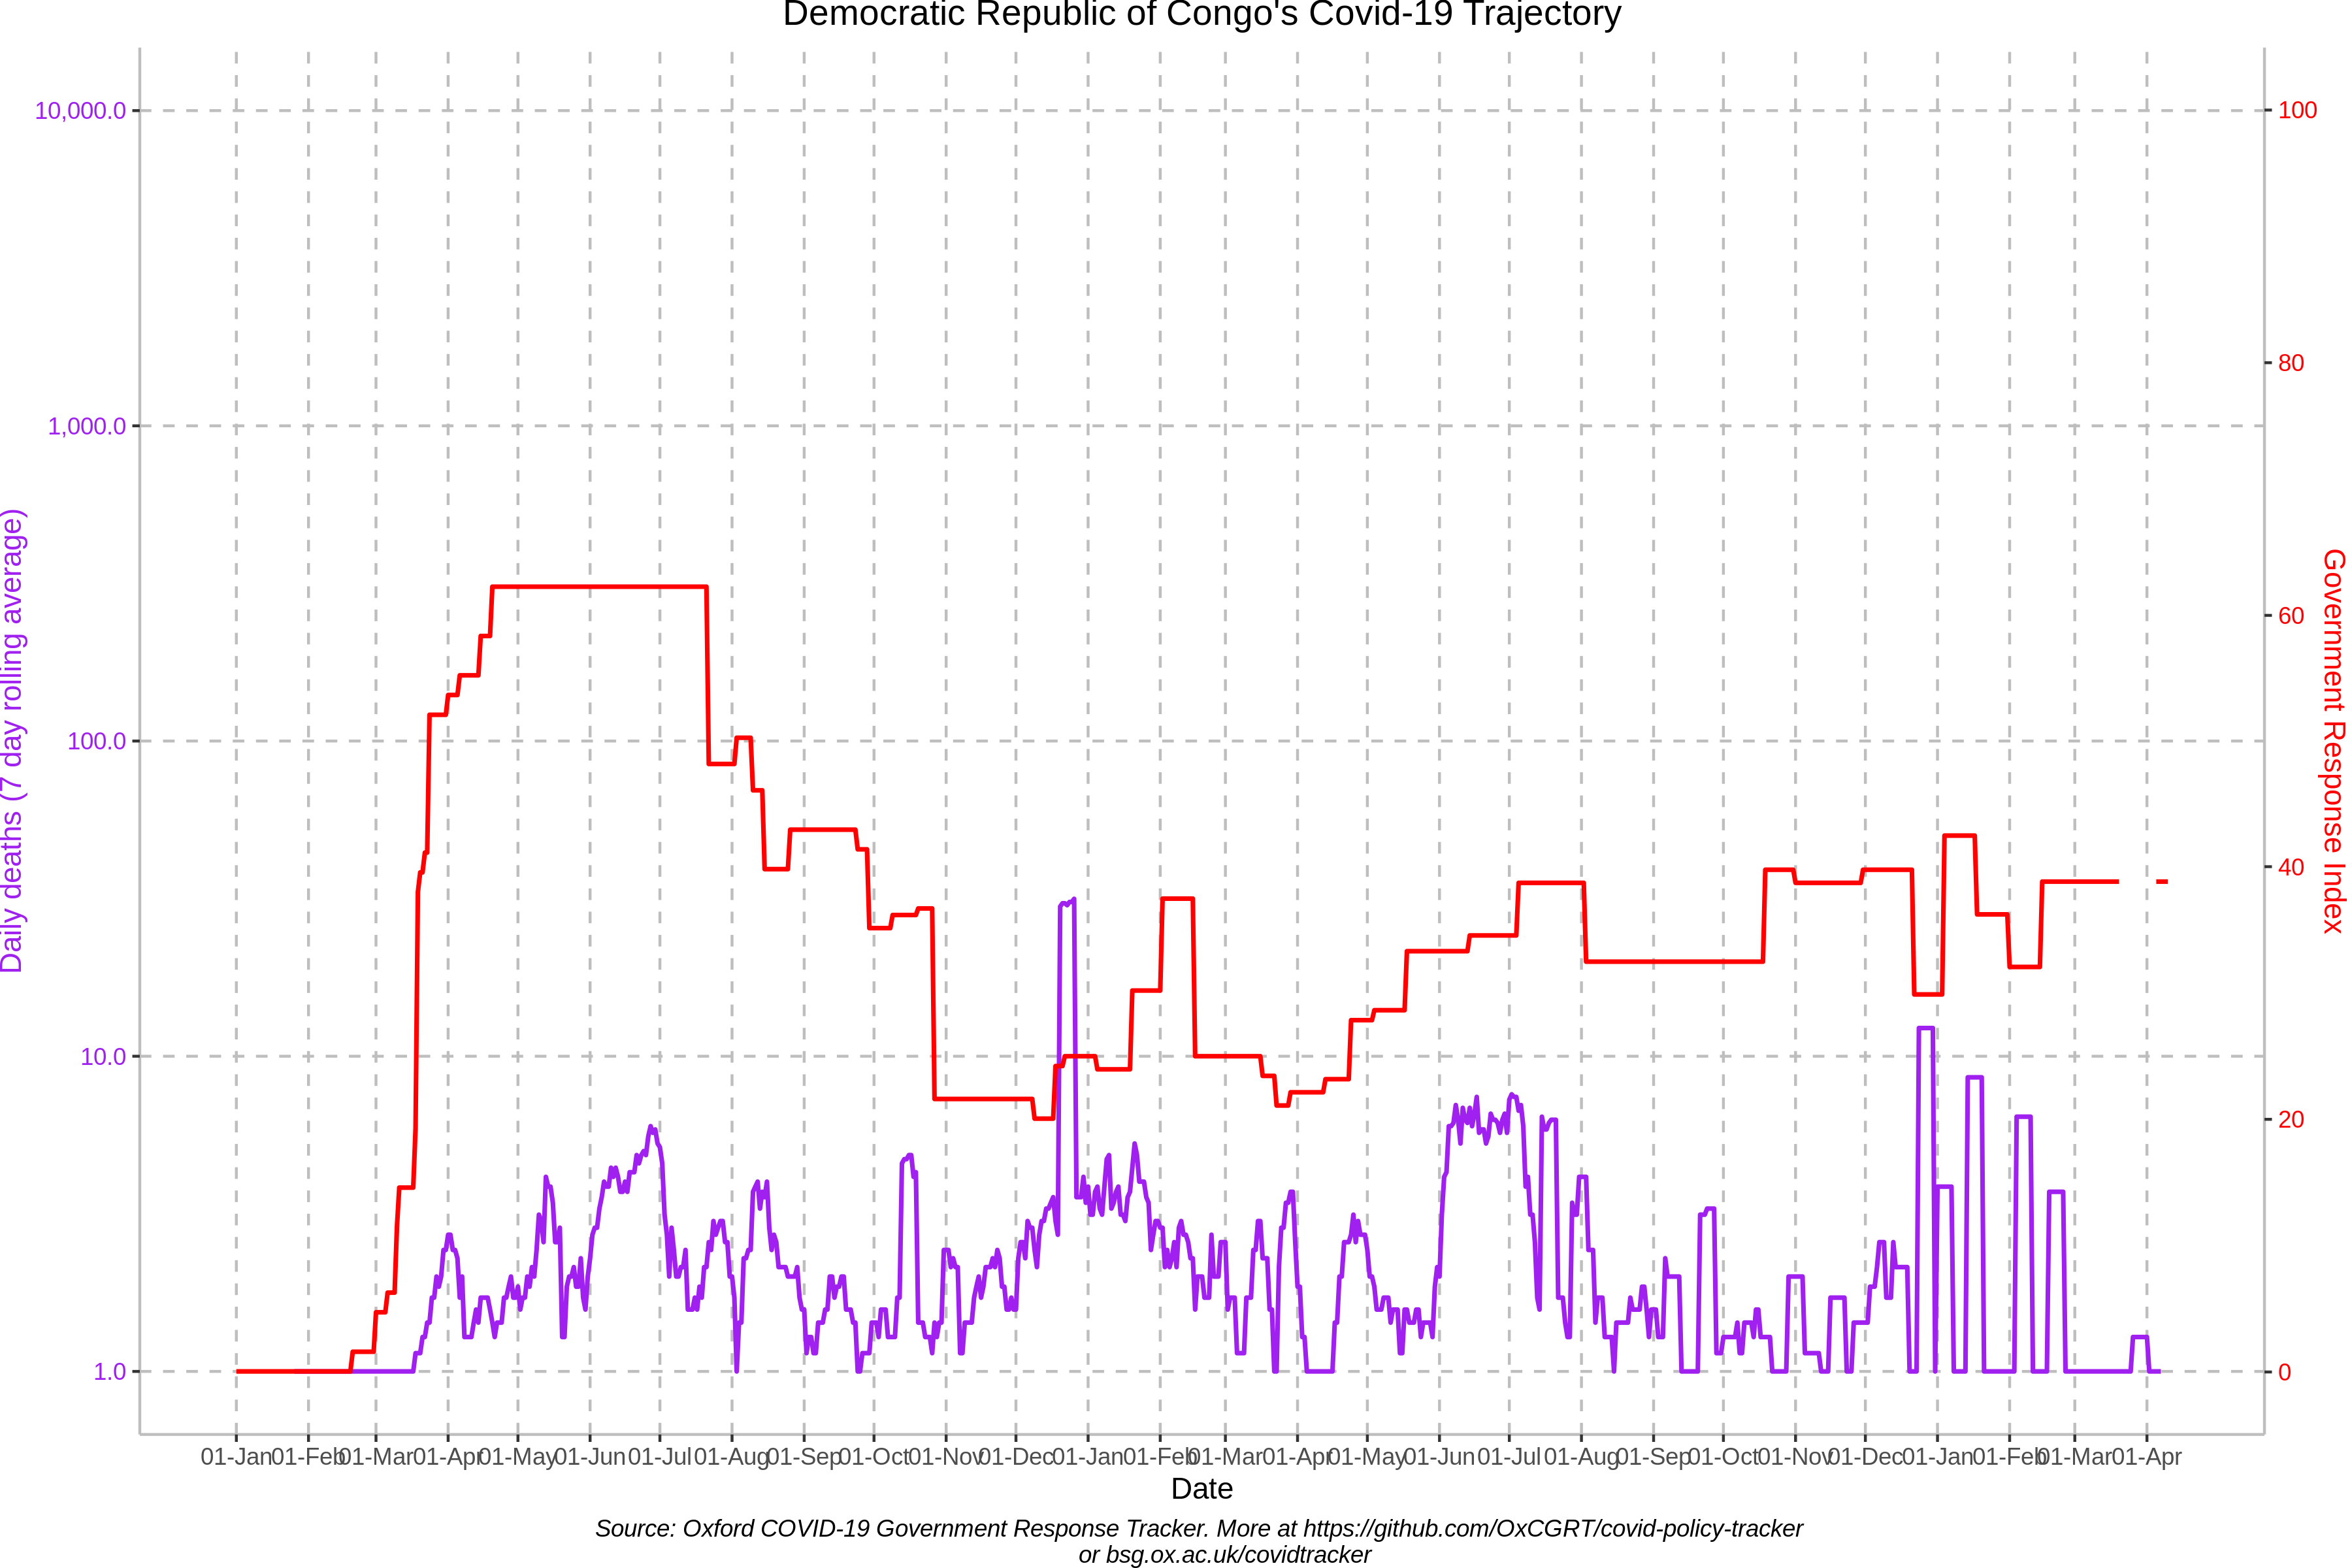 Democratic Republic of Congo's Covid-19 Trajectory
10,000.0
1,000.0
100.0
10.0
1.0
Daily deaths (7 day rolling average)
100
80
60
40
20
0
Government Response Index
01-Jan 01-Feb 01-Mar 01-Apr 01-May 01-Jun 01-Jul 01-Aug 01-Sep 01-Oct 01-Nov 01-Dec 01-Jan 01-Feb 01-Mar 01-Apr 01-May 01-Jun 01-Jul 01-Aug 01-Sep 01-Oct 01-Nov 01-Dec 01-Jan 01-Feb 01-Mar 01-Apr
Date
Source: Oxford COVID-19 Government Response Tracker. More at https://github.com/OxCGRT/covid-policy-tracker
or bsg.ox.ac.uk/covidtracker